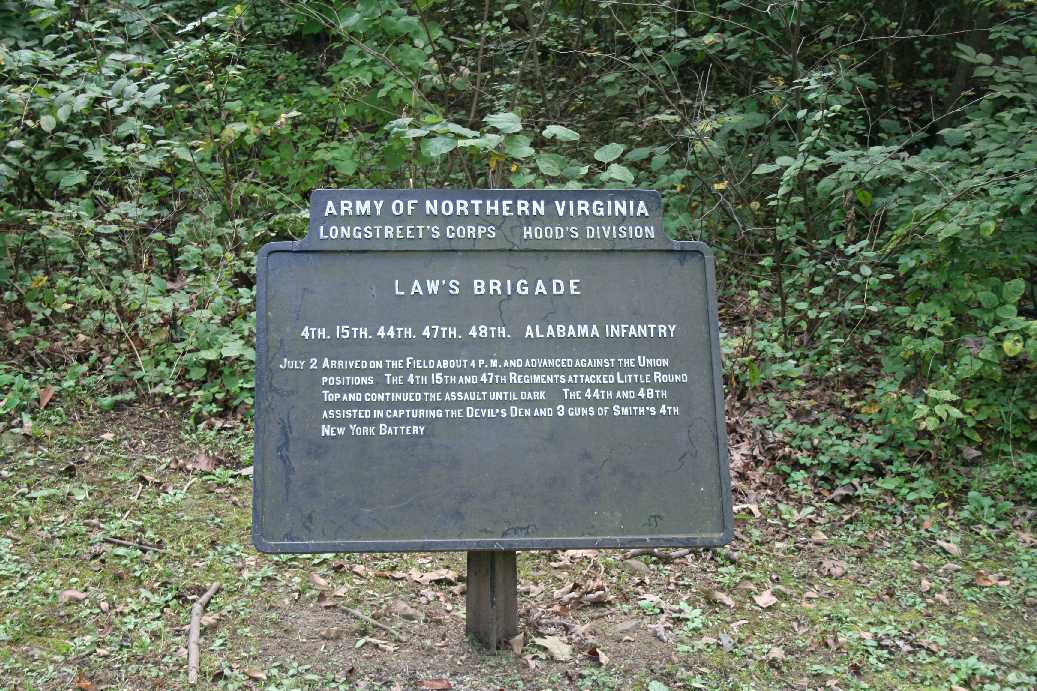 ARMY OF NORTHERN VIRGINIA
LONGSTREET'S CORPS HOOD'S DIVISION
LAW'S BRIGADE
4TH. 15TH. 44TH. 47TH. 48TH. ALABAMA INFANTRY
JULY 2 ARRIVED ON THE FIELD ABOUT 4 P.M. AND ADVANCED AGAINST THE UNION
POSITIONS THE 4TH 15TH AND 47TH REGIMENTS ATTACKED LITTLE ROUND
TOP AND CONTINUED THE ASSAULT UNTIL DARK THE 44TH AND 48TH
ASSISTED IN CAPTURING THE DEVIL'S DEN AND 3 GUNS OF SMITH'S 4TH
NEW YORK BATTERY